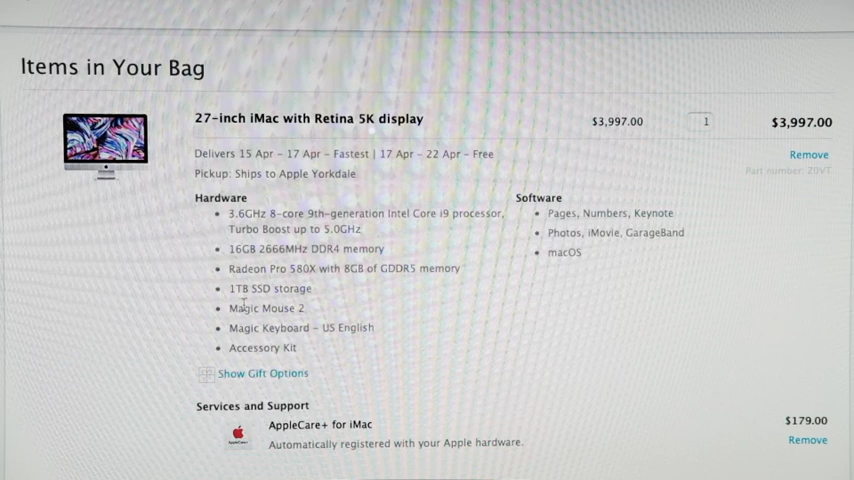 Items in Your Bag
27-inch iMac with Retina 5K display
$3,997.00
1
$3,997.00
Delivers 15 Apr – 17 Apr – Fastest | 17 Apr – 22 Apr – Free
Remove
Pickup: Ships to Apple Yorkdale
Part number: Z0VT
Hardware
3.6GHz 8-core 9th-generation Intel Core i9 processor,
Turbo Boost up to 5.0GHz
16GB 2666MHz DDR4 memory
Radeon Pro 580X with 8GB of GDDR5 memory
1TB SSD storage
Magic Mouse 2
Magic Keyboard – US English
Accessory Kit
Software
Pages, Numbers, Keynote
Photos, iMovie, GarageBand
macOS
Show Gift Options
Services and Support
AppleCare+ for iMac
$179.00
Automatically registered with your Apple hardware.
Remove
AppleCare+